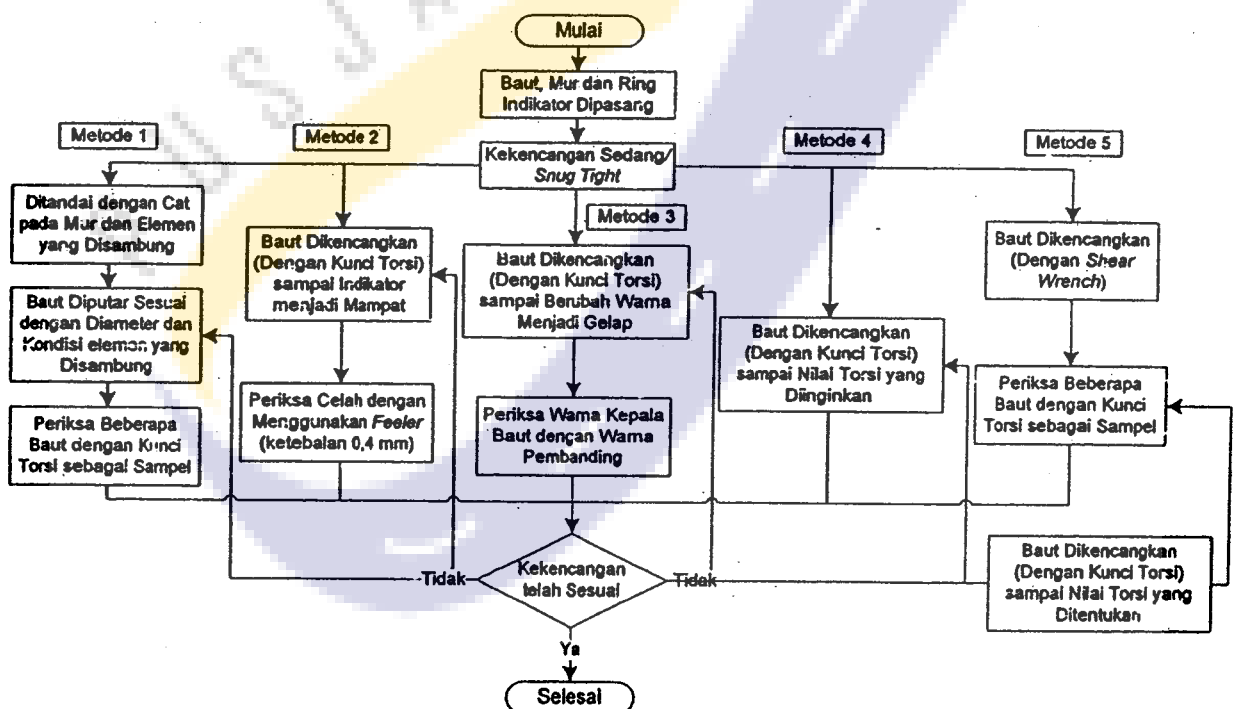 Mulai
Baut, Mur dan Ring
Indikator Dipasang
Kekencangan Sedang/
Snug Tight
Metode 1
Ditandai dengan Cat
pada Mur dan Elemen
yang Disambung
Baut Diputar Sesuai
dengan Diameter dan
Kondisi elemen yang
Disambung
Periksa Beberapa
Baut dengan Kunci
Torsi sebagai Sampel
Metode 2
Baut Dikencangkan
(Dengan Kunci Torsi)
sampai Indikator
menjadi Mampat
Periksa Celah dengan
Menggunakan Feeler
(ketebalan 0,4 mm)
Metode 3
Baut Dikencangkan
(Dengan Kunci Torsi)
sampai Berubah Warna
Menjadi Gelap
Periksa Warna Kepala
Baut dengan Warna
Pembanding
Metode 4
Baut Dikencangkan
(Dengan Kunci Torsi)
sampai Nilai Torsi yang
Diinginkan
Metode 5
Baut Dikencangkan
(Dengan Shear
Wrench)
Periksa Beberapa
Baut dengan Kunci
Torsi sebagai Sampel
Baut Dikencangkan
(Dengan Kunci Torsi)
sampai Nilai Torsi yang
Ditentukan
Tidak
Kekencangan
telah Sesuai
Tidak
Ya
Selesai